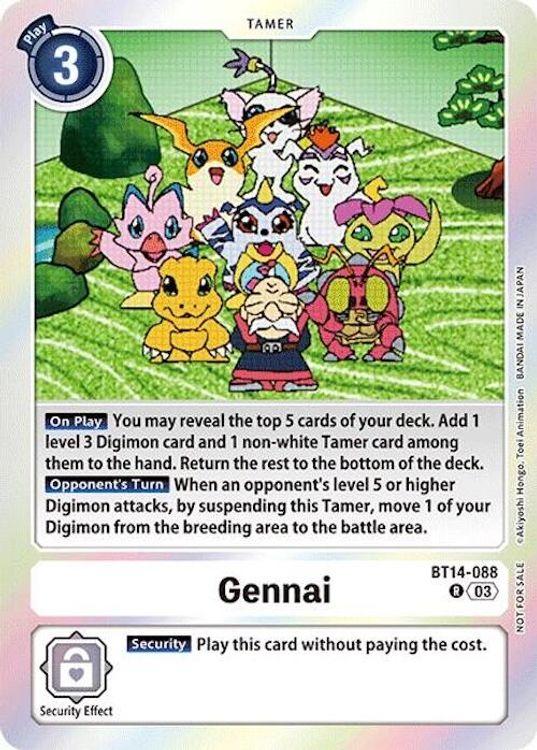 TAMER
Play
3
On Play You may reveal the top 5 cards of your deck. Add 1
level 3 Digimon card and 1 non-white Tamer card among
them to the hand. Return the rest to the bottom of the deck.
Opponent's Turn When an opponent's level 5 or higher
Digimon attacks, by suspending this Tamer, move 1 of your
Digimon from the breeding area to the battle area.
Gennai
BT14-088
R 03
Security Play this card without paying the cost.
Security Effect
NOT FOR SALE ©Akiyoshi Hongo, Toei Animation BANDAI MADE IN JAPAN